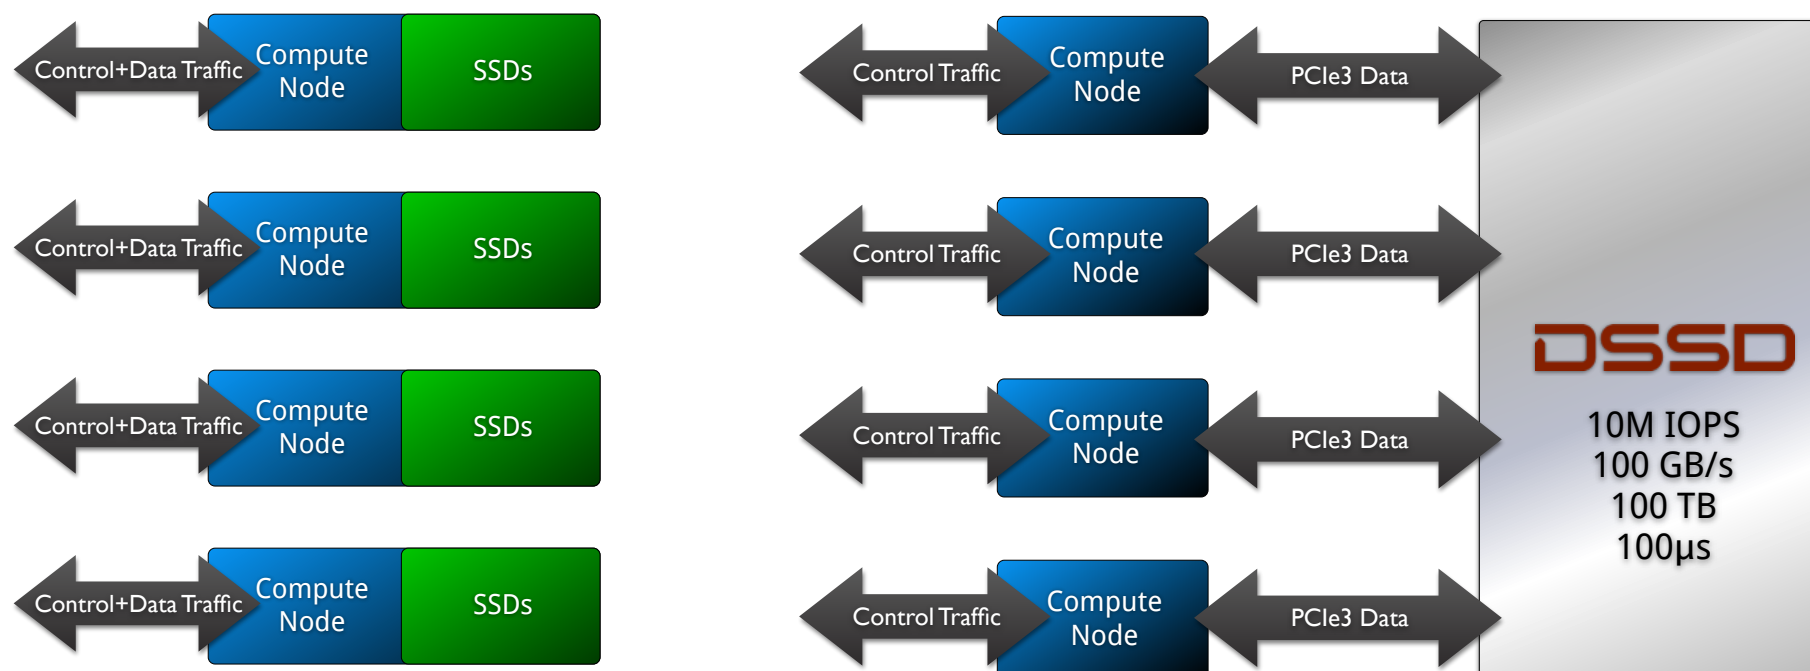 Control+Data Traffic
Compute
Node
SSDs
Control Traffic
Compute
Node
PCIe3 Data
Control+Data Traffic
Compute
Node
SSDs
Control Traffic
Compute
Node
PCIe3 Data
Control+Data Traffic
Compute
Node
SSDs
Control Traffic
Compute
Node
PCIe3 Data
Control+Data Traffic
Compute
Node
SSDs
Control Traffic
Compute
Node
PCIe3 Data
DSSD
10M IOPS
100 GB/s
100 TB
100µs